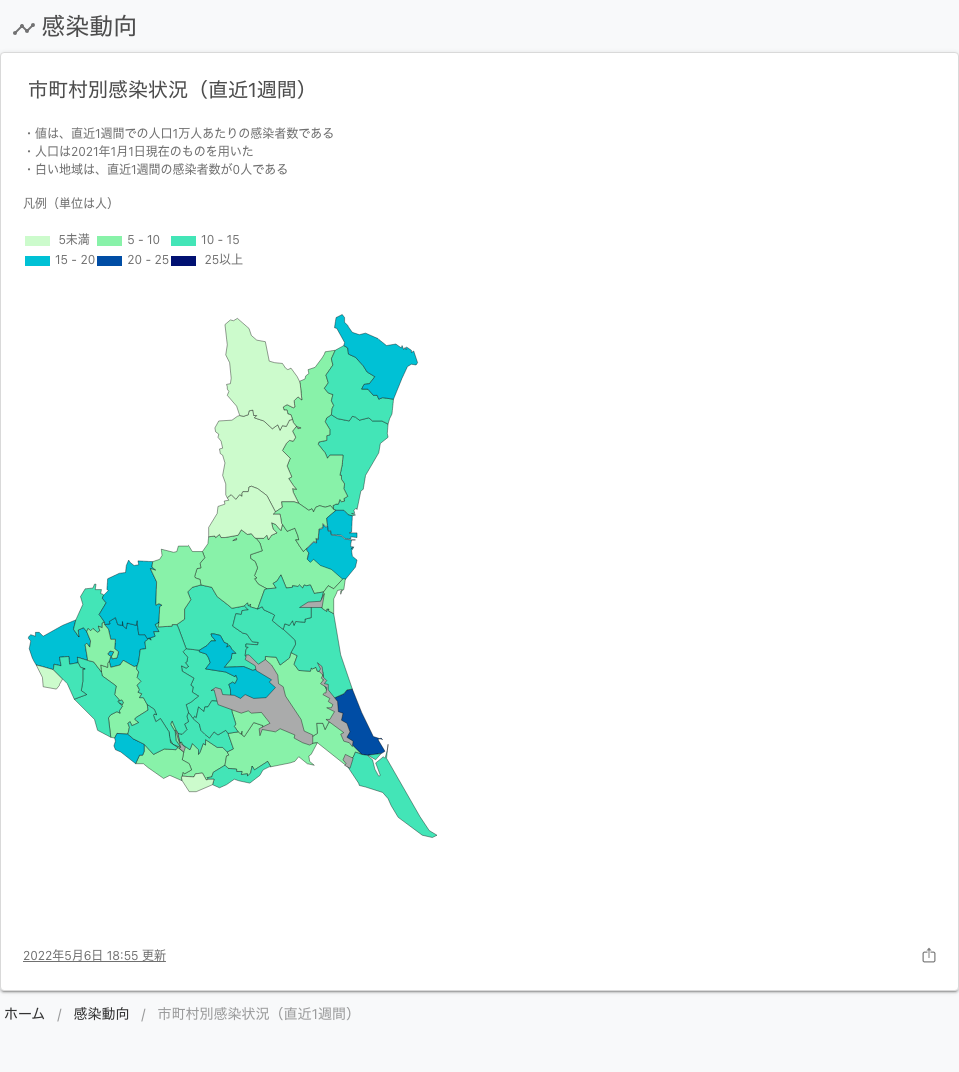 感染動向
市町村別感染状況（直近1週間）
・値は、直近1週間での人口1万人あたりの感染者数である
・人口は2021年1月1日現在のものを用いた
・白い地域は、直近1週間の感染者数が0人である
凡例（単位は人）
5未満 5 - 10 10 - 15
15 - 20 20 - 25 25以上
2022年5月6日 18:55 更新
ホーム / 感染動向 / 市町村別感染状況（直近1週間）